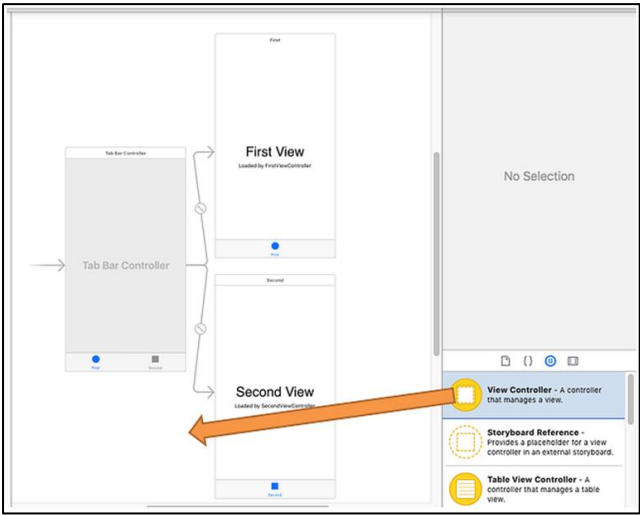 First
First View
Loaded by FirstViewController
First
Tab Bar Controller
Tab Bar Controller
First
Second
Second
Second View
Loaded by SecondViewController
Second
No Selection
{}
View Controller - A controller
that manages a view.
Storyboard Reference -
Provides a placeholder for a view
controller in an external storyboard.
Table View Controller - A
controller that manages a table
view.